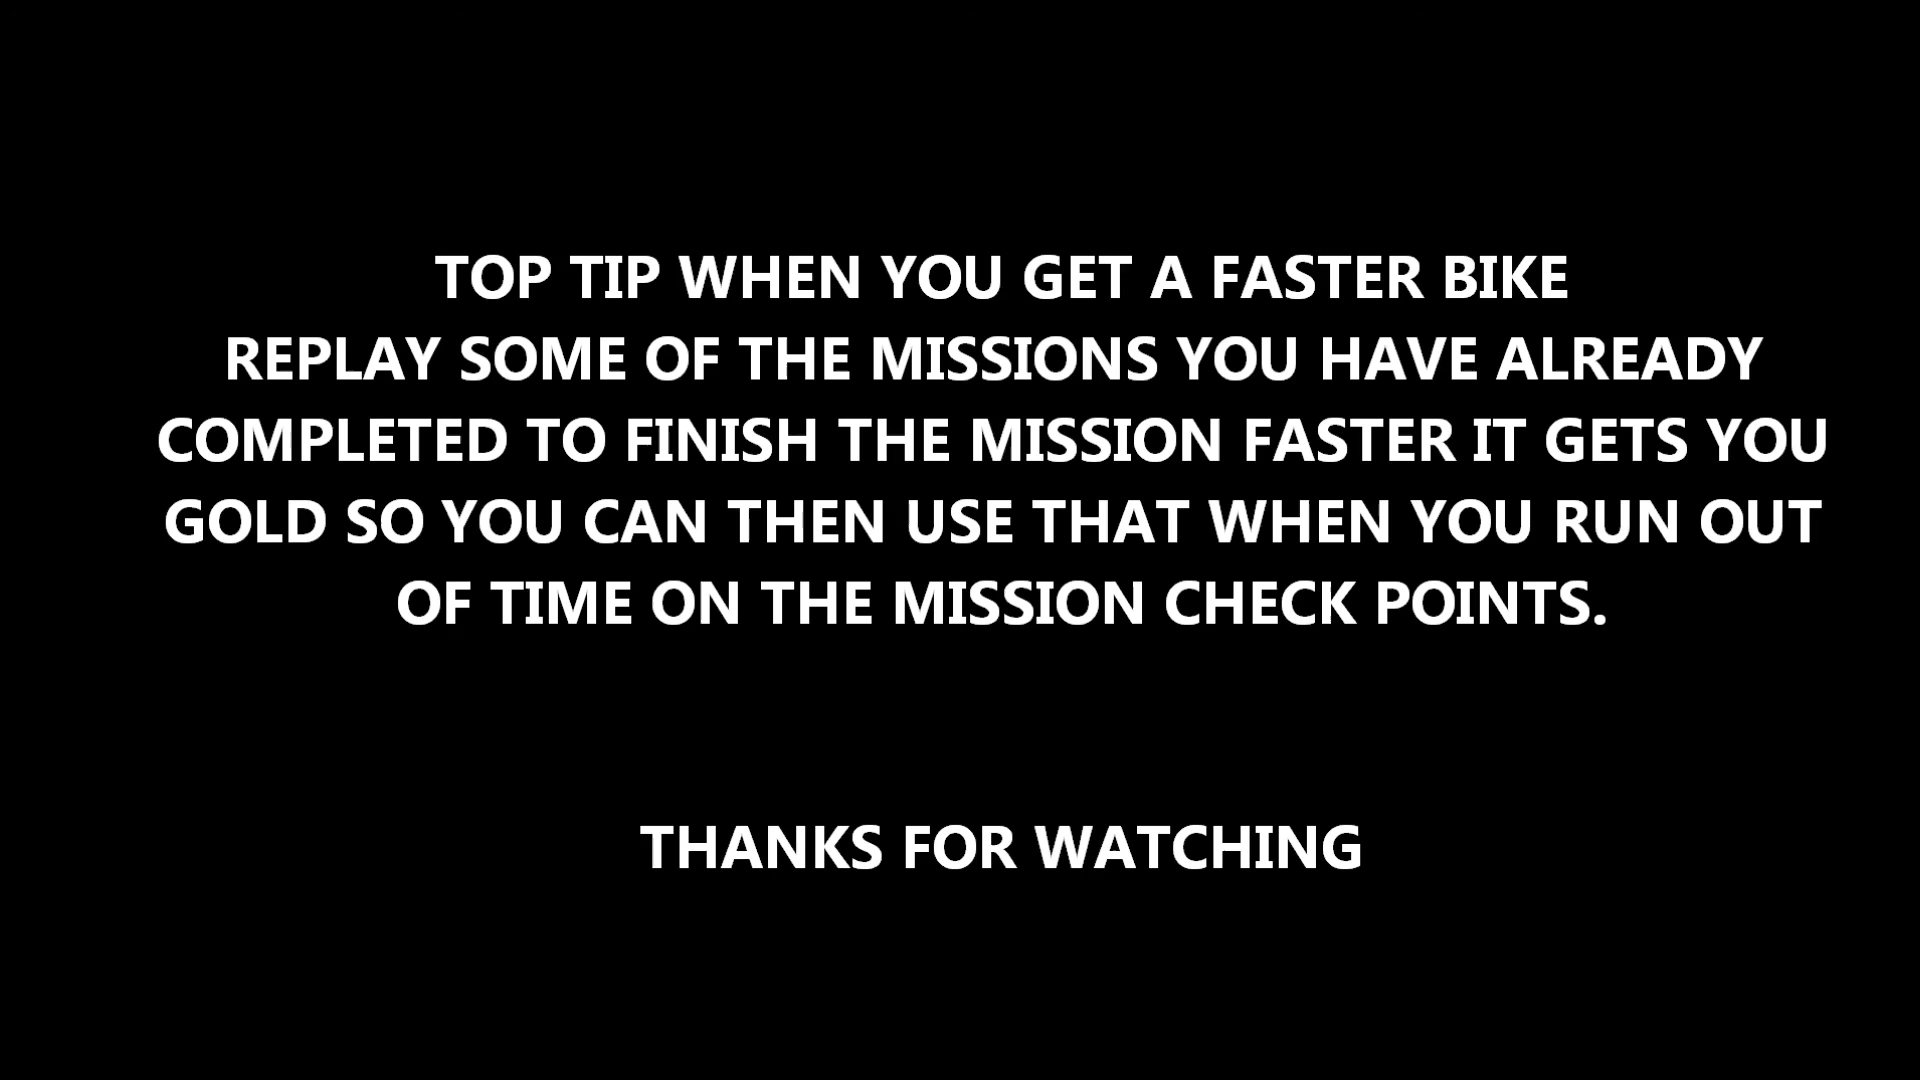 TOP TIP WHEN YOU GET A FASTER BIKE
REPLAY SOME OF THE MISSIONS YOU HAVE ALREADY
COMPLETED TO FINISH THE MISSION FASTER IT GETS YOU
GOLD SO YOU CAN THEN USE THAT WHEN YOU RUN OUT
OF TIME ON THE MISSION CHECK POINTS.
THANKS FOR WATCHING